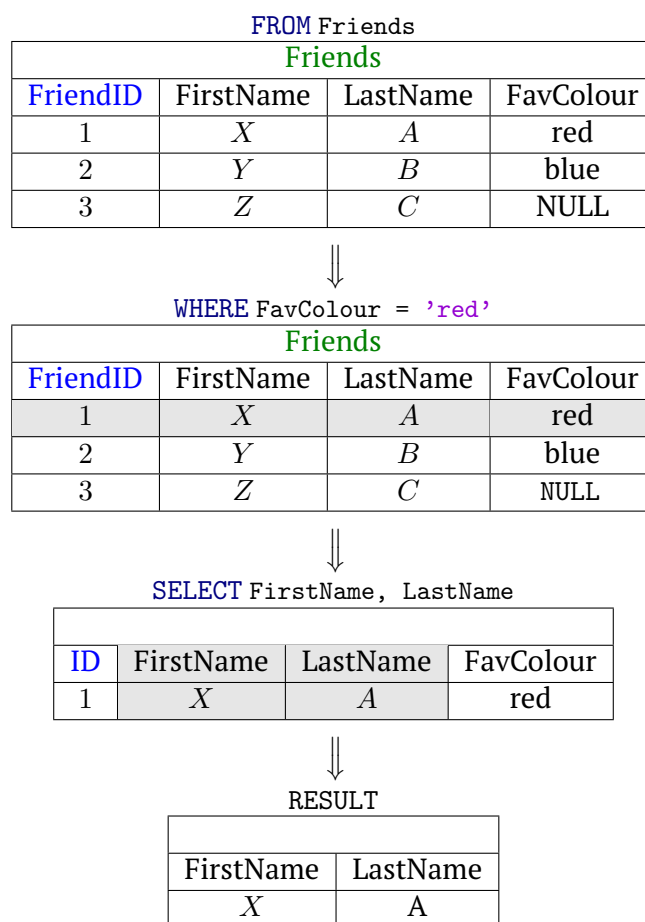 FROM Friends
Friends
FriendID FirstName LastName FavColour
1 X A red
2 Y B blue
3 Z C NULL
⇓
WHERE FavColour = ’red’
Friends
FriendID FirstName LastName FavColour
1 X A red
2 Y B blue
3 Z C NULL
⇓
SELECT FirstName, LastName
ID FirstName LastName FavColour
1 X A red
⇓
RESULT
FirstName LastName
X A